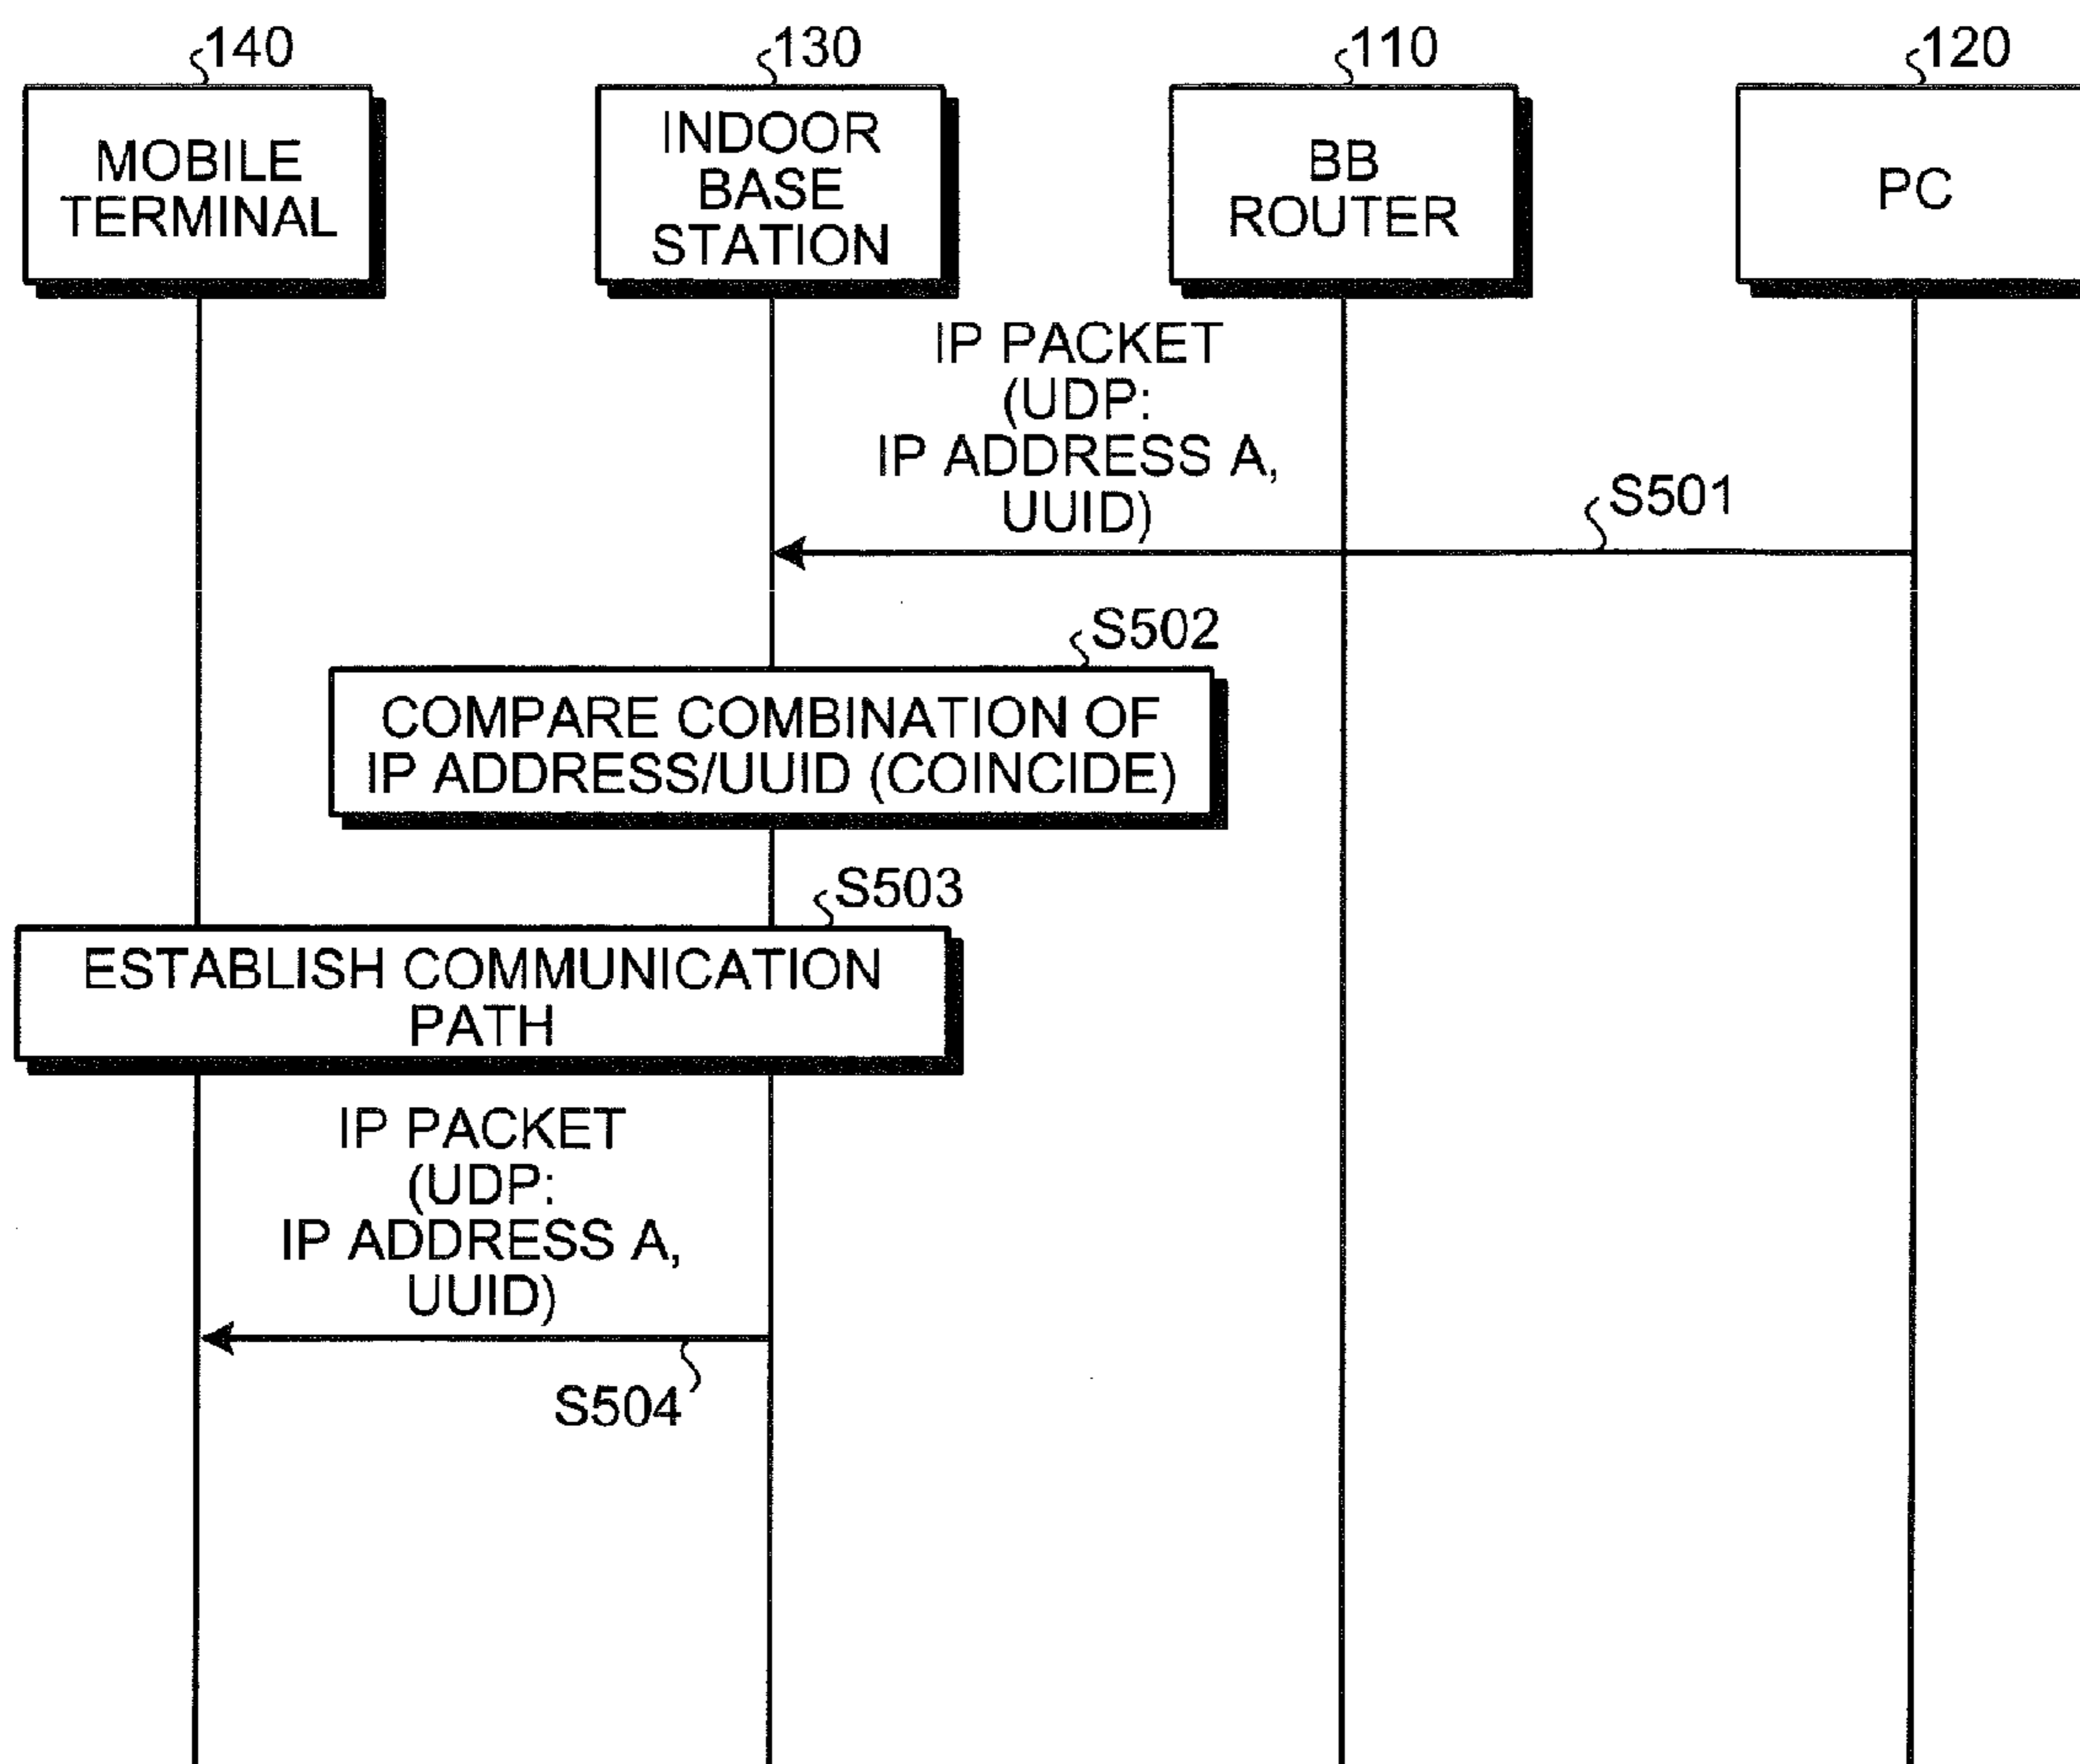 140
130
110
120
MOBILE
TERMINAL
INDOOR
BASE
STATION
BB
ROUTER
PC
IP PACKET
(UDP:
IP ADDRESS A,
UUID)
S501
S502
COMPARE COMBINATION OF
IP ADDRESS/UUID (COINCIDE)
S503
ESTABLISH COMMUNICATION
PATH
IP PACKET
(UDP:
IP ADDRESS A,
UUID)
S504